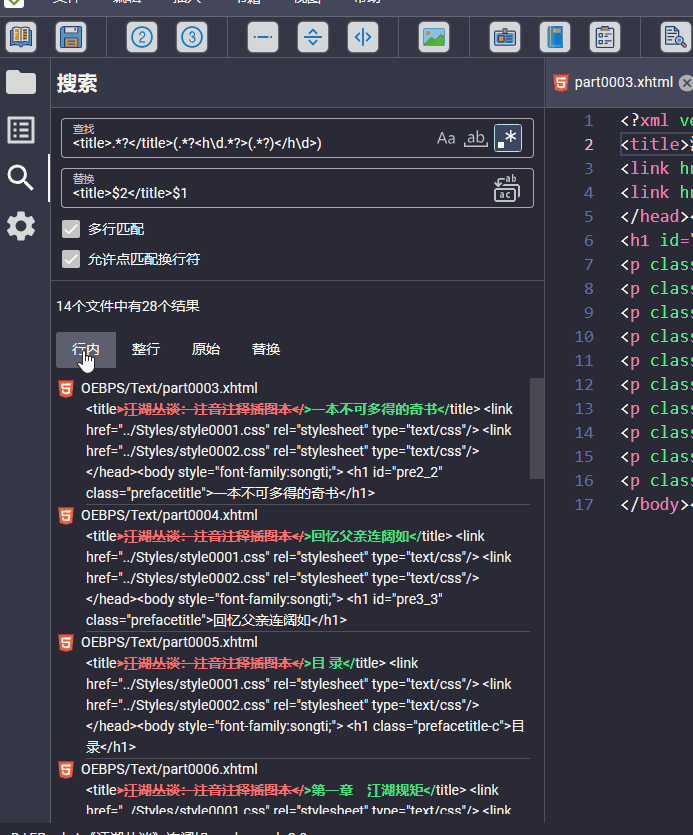 搜索
part0003.xhtml
查找
<title>.*?</title>(.*?<h\d.*?>(.*?)</h\d>)
Aa ab .*
替换
<title>$2</title>$1
ab
ac
多行匹配
允许点匹配换行符
14个文件中有28个结果
行内 整行 原始 替换
OEBPS/Text/part0003.xhtml
<title>江湖丛谈：注音注释插图本</>一本不可多得的奇书</title> <link
href="../Styles/style0001.css" rel="stylesheet" type="text/css"/> <link
href="../Styles/style0002.css" rel="stylesheet" type="text/css"/>
</head><body style="font-family:songti;"> <h1 id="pre2_2"
class="prefacetitle">一本不可多得的奇书</h1>
OEBPS/Text/part0004.xhtml
<title>江湖丛谈：注音注释插图本</>回忆父亲连阔如</title> <link
href="../Styles/style0001.css" rel="stylesheet" type="text/css"/> <link
href="../Styles/style0002.css" rel="stylesheet" type="text/css"/>
</head><body style="font-family:songti;"> <h1 id="pre3_3"
class="prefacetitle">回忆父亲连阔如</h1>
OEBPS/Text/part0005.xhtml
<title>江湖丛谈：注音注释插图本</>目 录</title> <link
href="../Styles/style0001.css" rel="stylesheet" type="text/css"/> <link
href="../Styles/style0002.css" rel="stylesheet" type="text/css"/>
</head><body style="font-family:songti;"> <h1 class="prefacetitle-c">目
录</h1>
OEBPS/Text/part0006.xhtml
<title>江湖丛谈：注音注释插图本</>第一章　江湖规矩</title> <link
href="../Styles/style0001.css" rel="stylesheet" type="text/css"/> <link
1 <?xml ve
2 <title>
3 <link h
4 <link h
5 </head><
6 <h1 id="
7 <p class
8 <p class
9 <p class
10 <p class
11 <p class
12 <p class
13 <p class
14 <p class
15 <p class
16 <p class
17 </body><